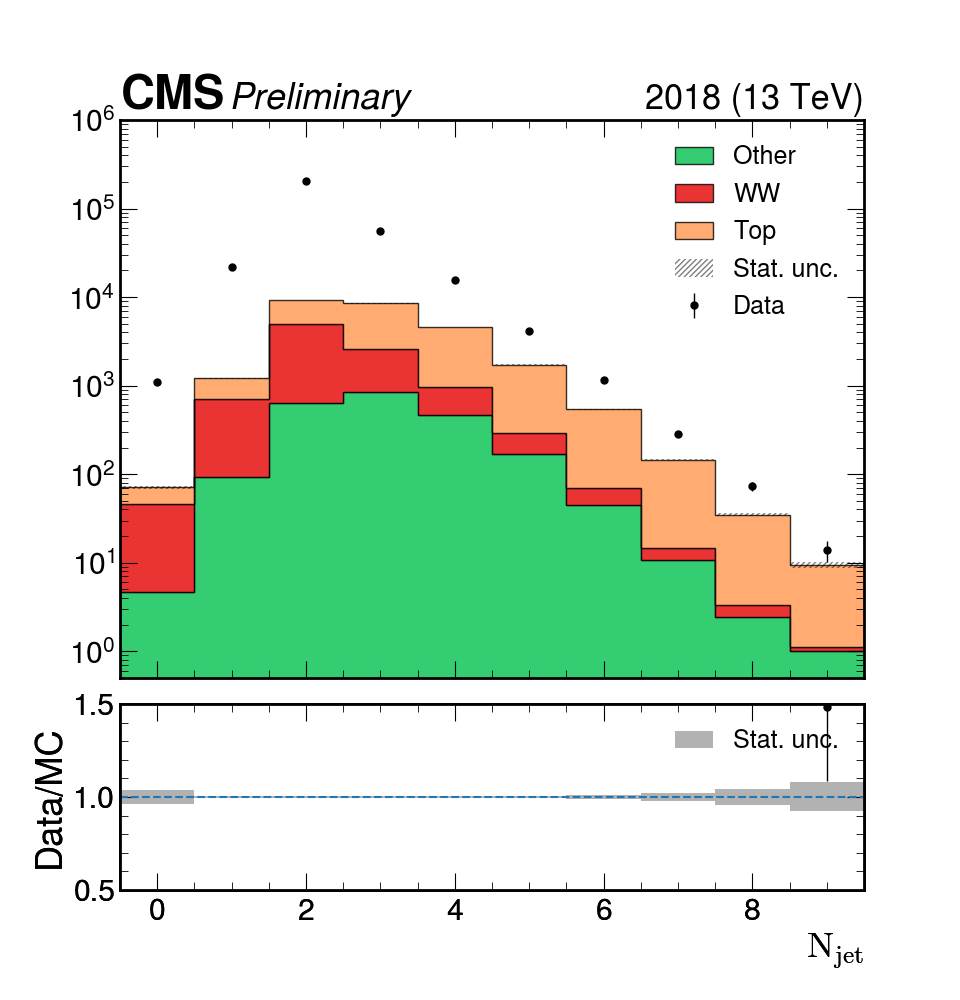 CMS Preliminary 2018 (13 TeV)
10^6
10^5
10^4
10^3
10^2
10^1
10^0
Other
WW
Top
Stat. unc.
Data
Data/MC
1.5
1.0
0.5
Stat. unc.
0 2 4 6 8
N_jet